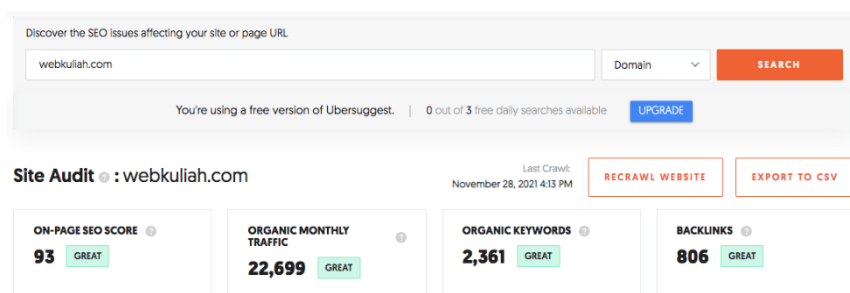 Discover the SEO issues affecting your site or page URL
webkuliah.com
Domain
SEARCH
You're using a free version of Ubersuggest. | 0 out of 3 free daily searches available
UPGRADE
Site Audit ? : webkuliah.com
Last Crawl:
November 28, 2021 4:13 PM
RECRAWL WEBSITE
EXPORT TO CSV
ON-PAGE SEO SCORE ?
93 GREAT
ORGANIC MONTHLY
TRAFFIC ?
22,699 GREAT
ORGANIC KEYWORDS ?
2,361 GREAT
BACKLINKS ?
806 GREAT